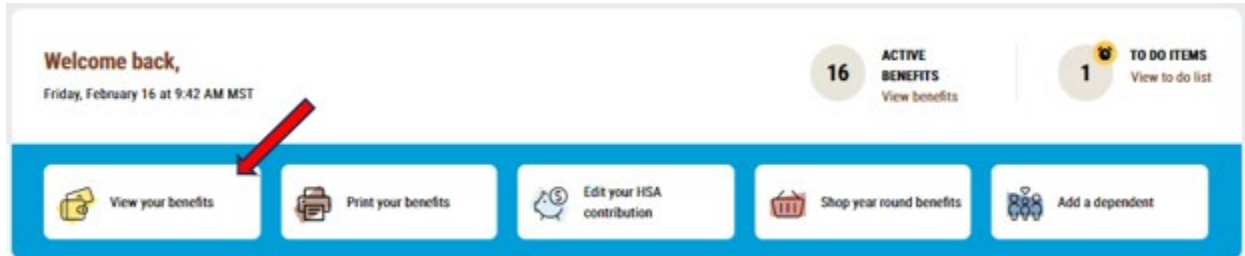 Welcome back,
Friday, February 16 at 9:42 AM MST
16
ACTIVE
BENEFITS
View benefits
1
TO DO ITEMS
View to do list
View your benefits
Print your benefits
Edit your HSA
contribution
Shop year round benefits
Add a dependent